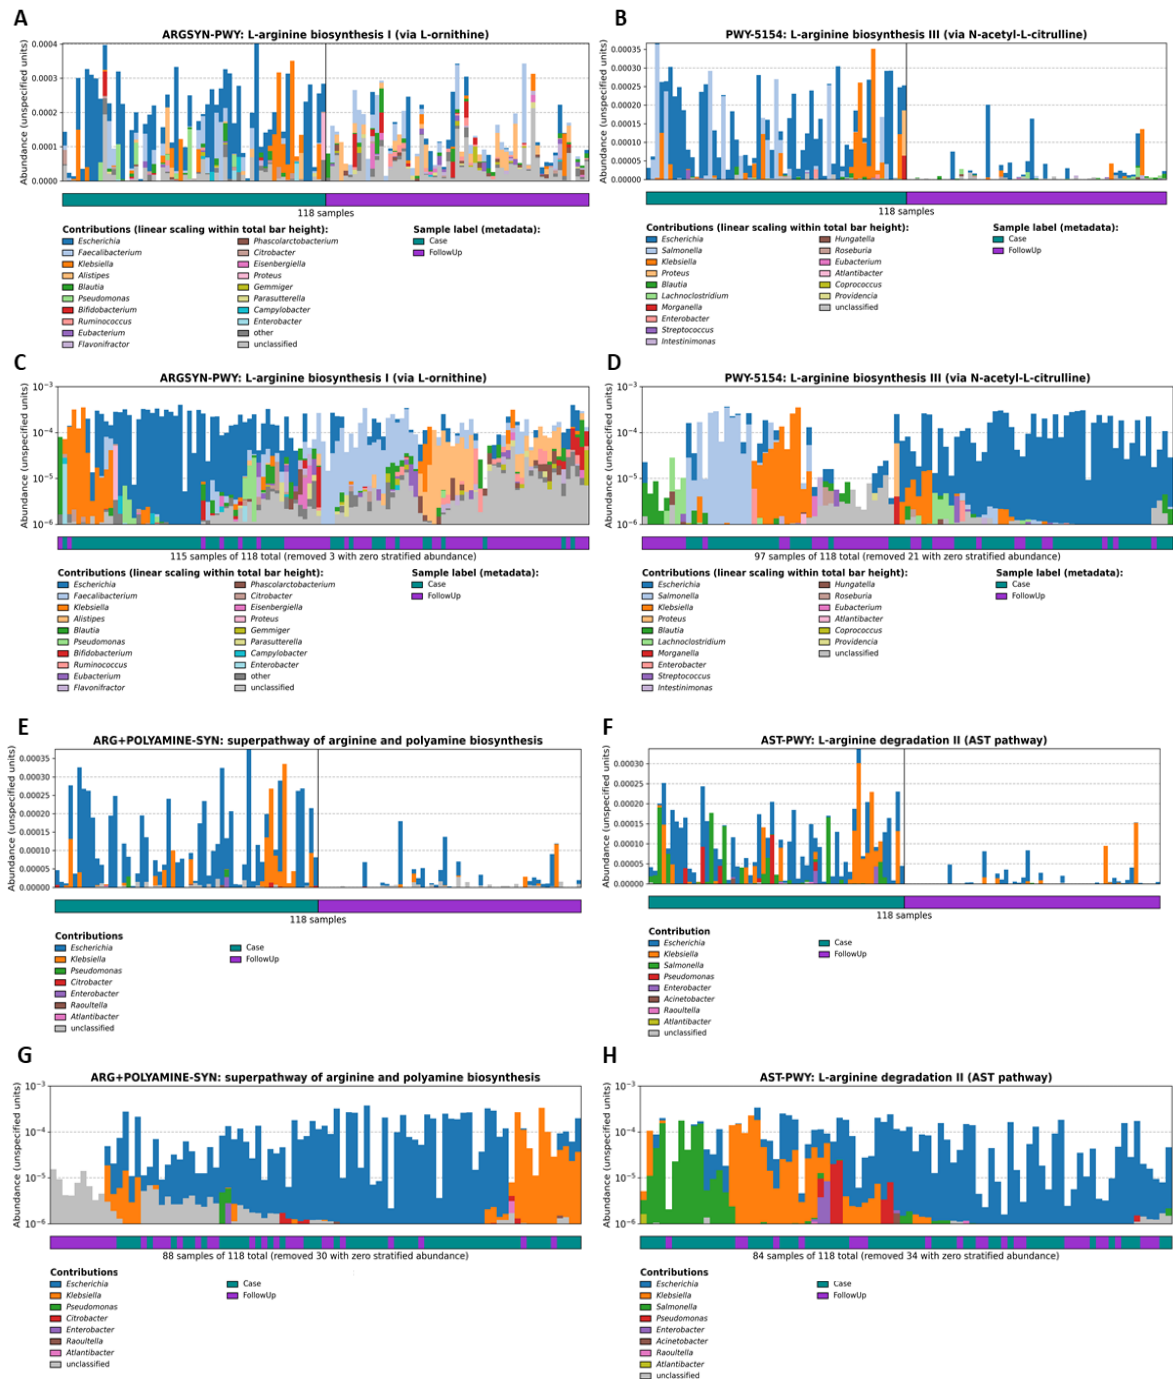 A
ARGSYN-PWY: L-arginine biosynthesis I (via L-ornithine)
Abundance (unspecified units)
0.0004
0.0003
0.0002
0.0001
0.0000
118 samples
Contributions (linear scaling within total bar height):
Escherichia
Faecalibacterium
Klebsiella
Alistipes
Blautia
Pseudomonas
Bifidobacterium
Ruminococcus
Eubacterium
Flavonifractor
Phascolarctobacterium
Citrobacter
Eisenbergiella
Proteus
Gemmiger
Parasutterella
Campylobacter
Enterobacter
other
unclassified
Sample label (metadata):
Case
FollowUp
B
PWY-5154: L-arginine biosynthesis III (via N-acetyl-L-citrulline)
Abundance (unspecified units)
0.00035
0.00030
0.00025
0.00020
0.00015
0.00010
0.00005
0.00000
118 samples
Contributions (linear scaling within total bar height):
Escherichia
Salmonella
Klebsiella
Proteus
Blautia
Lachnoclostridium
Morganella
Enterobacter
Streptococcus
Intestinimonas
Hungatella
Roseburia
Eubacterium
Atlantibacter
Coprococcus
Providencia
unclassified
Sample label (metadata):
Case
FollowUp
C
ARGSYN-PWY: L-arginine biosynthesis I (via L-ornithine)
Abundance (unspecified units)
10⁻³
10⁻⁴
10⁻⁵
10⁻⁶
115 samples of 118 total (removed 3 with zero stratified abundance)
Contributions (linear scaling within total bar height):
Escherichia
Faecalibacterium
Klebsiella
Alistipes
Blautia
Pseudomonas
Bifidobacterium
Ruminococcus
Eubacterium
Flavonifractor
Phascolarctobacterium
Citrobacter
Eisenbergiella
Proteus
Gemmiger
Parasutterella
Campylobacter
Enterobacter
other
unclassified
Sample label (metadata):
Case
FollowUp
D
PWY-5154: L-arginine biosynthesis III (via N-acetyl-L-citrulline)
Abundance (unspecified units)
10⁻³
10⁻⁴
10⁻⁵
10⁻⁶
97 samples of 118 total (removed 21 with zero stratified abundance)
Contributions (linear scaling within total bar height):
Escherichia
Salmonella
Klebsiella
Proteus
Blautia
Lachnoclostridium
Morganella
Enterobacter
Streptococcus
Intestinimonas
Hungatella
Roseburia
Eubacterium
Atlantibacter
Coprococcus
Providencia
unclassified
Sample label (metadata):
Case
FollowUp
E
ARG+POLYAMINE-SYN: superpathway of arginine and polyamine biosynthesis
Abundance (unspecified units)
0.00035
0.00030
0.00025
0.00020
0.00015
0.00010
0.00005
0.00000
118 samples
Contributions
Escherichia
Klebsiella
Pseudomonas
Citrobacter
Enterobacter
Raoultella
Atlantibacter
unclassified
Case
FollowUp
F
AST-PWY: L-arginine degradation II (AST pathway)
Abundance (unspecified units)
0.00030
0.00025
0.00020
0.00015
0.00010
0.00005
0.00000
118 samples
Contribution
Escherichia
Klebsiella
Salmonella
Pseudomonas
Enterobacter
Acinetobacter
Raoultella
Atlantibacter
unclassified
Case
FollowUp
G
ARG+POLYAMINE-SYN: superpathway of arginine and polyamine biosynthesis
Abundance (unspecified units)
10⁻³
10⁻⁴
10⁻⁵
10⁻⁶
88 samples of 118 total (removed 30 with zero stratified abundance)
Contributions
Escherichia
Klebsiella
Pseudomonas
Citrobacter
Enterobacter
Raoultella
Atlantibacter
unclassified
Case
FollowUp
H
AST-PWY: L-arginine degradation II (AST pathway)
Abundance (unspecified units)
10⁻³
10⁻⁴
10⁻⁵
10⁻⁶
84 samples of 118 total (removed 34 with zero stratified abundance)
Contributions
Escherichia
Klebsiella
Salmonella
Pseudomonas
Enterobacter
Acinetobacter
Raoultella
Atlantibacter
unclassified
Case
FollowUp